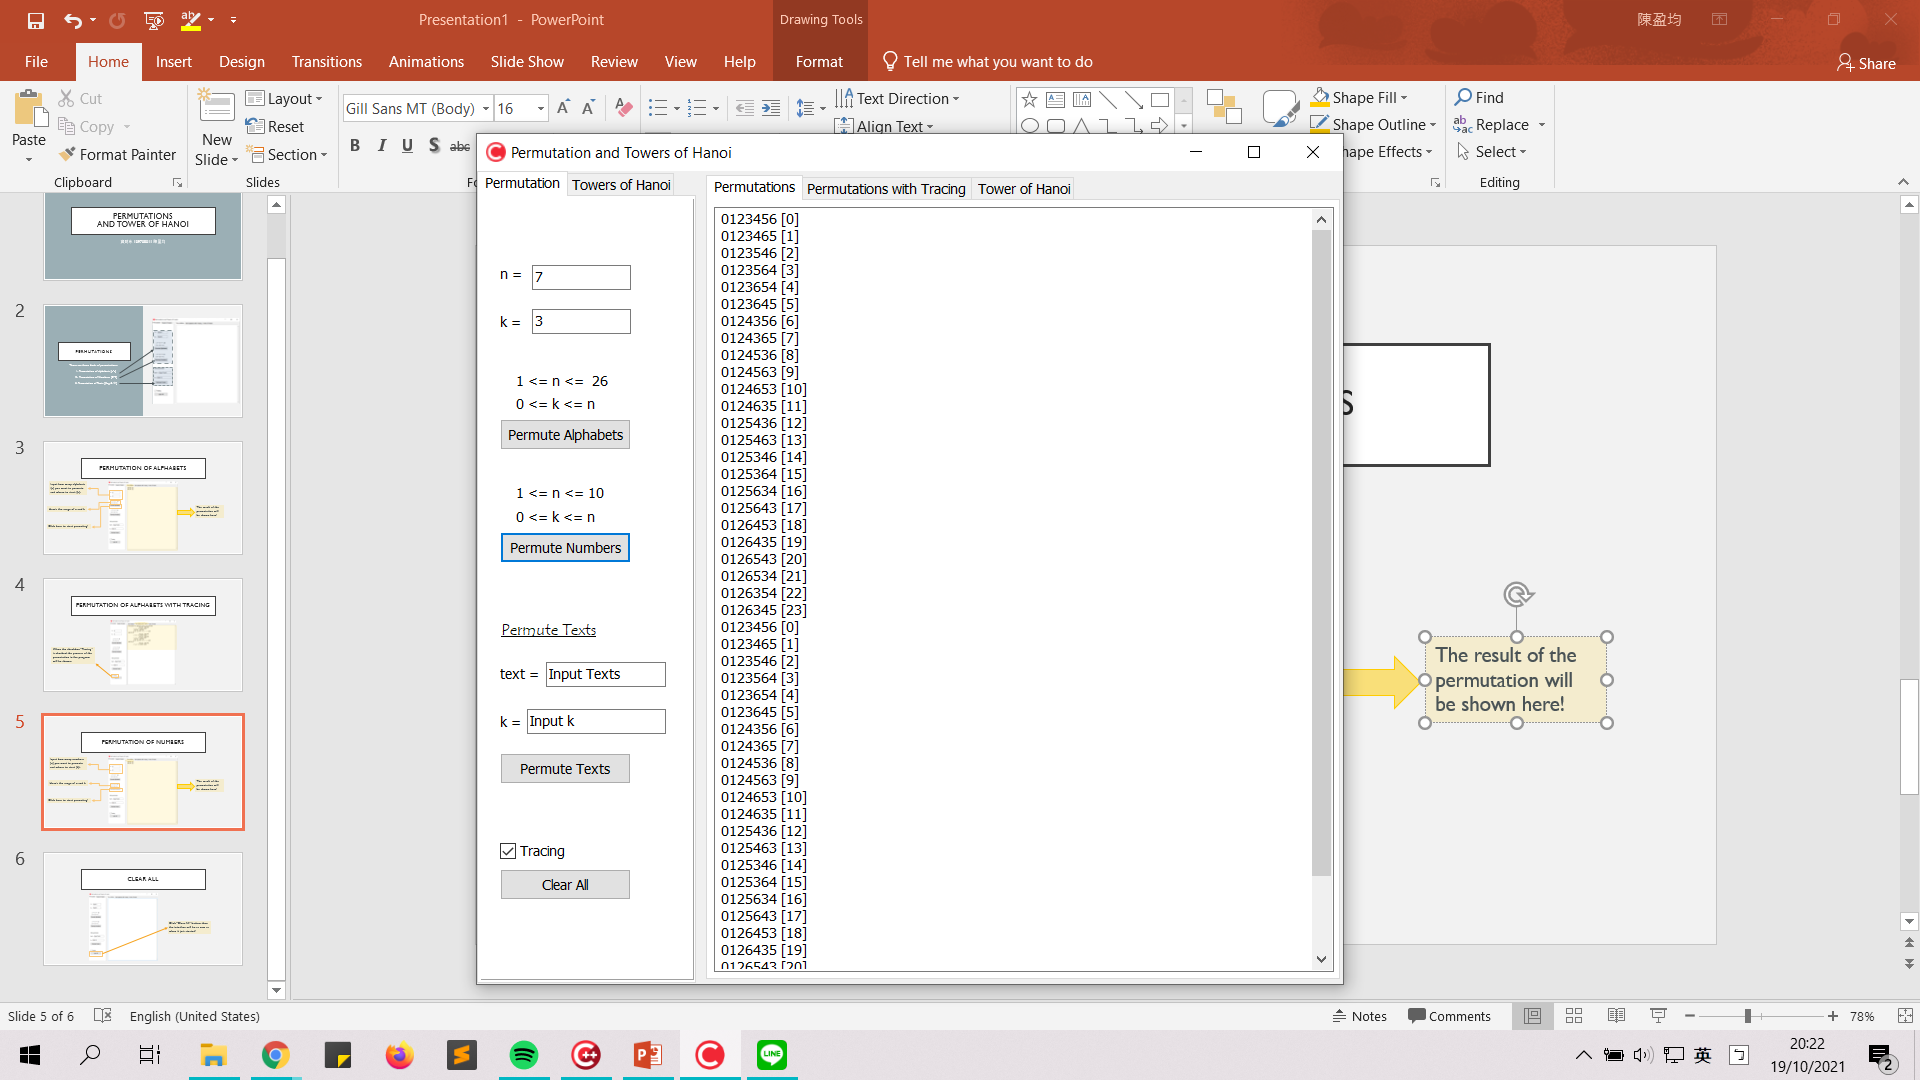 Presentation1 - PowerPoint
Drawing Tools
陳盈均
File Home Insert Design Transitions Animations Slide Show Review View Help Format Tell me what you want to do Share
Paste
Cut
Copy
Format Painter
Clipboard
New Slide
Layout
Reset
Section
Slides
Gill Sans MT (Body) 16
B I U S abc
Text Direction
Align Text
Shape Fill
Shape Outline
hape Effects
Find
Replace
Select
Editing
PERMUTATIONS
AND TOWER OF HANOI
2
PERMUTATIONS
3
PERMUTATION OF ALPHABETS
4
PERMUTATION OF ALPHABETS WITH TRACING
5
PERMUTATION OF NUMBERS
6
CLEAR ALL
Permutation and Towers of Hanoi
Permutation Towers of Hanoi
n = 7
k = 3
1 <= n <= 26
0 <= k <= n
Permute Alphabets
1 <= n <= 10
0 <= k <= n
Permute Numbers
Permute Texts
text = Input Texts
k = Input k
Permute Texts
Tracing
Clear All
Permutations Permutations with Tracing Tower of Hanoi
0123456 [0]
0123465 [1]
0123546 [2]
0123564 [3]
0123654 [4]
0123645 [5]
0124356 [6]
0124365 [7]
0124536 [8]
0124563 [9]
0124653 [10]
0124635 [11]
0125436 [12]
0125463 [13]
0125346 [14]
0125364 [15]
0125634 [16]
0125643 [17]
0126453 [18]
0126435 [19]
0126543 [20]
0126534 [21]
0126354 [22]
0126345 [23]
0123456 [0]
0123465 [1]
0123546 [2]
0123564 [3]
0123654 [4]
0123645 [5]
0124356 [6]
0124365 [7]
0124536 [8]
0124563 [9]
0124653 [10]
0124635 [11]
0125436 [12]
0125463 [13]
0125346 [14]
0125364 [15]
0125634 [16]
0125643 [17]
0126453 [18]
0126435 [19]
0126543 [20]
S
The result of the
permutation will
be shown here!
Slide 5 of 6
English (United States)
Notes
Comments
78%
LINE
英
20:22
19/10/2021
2